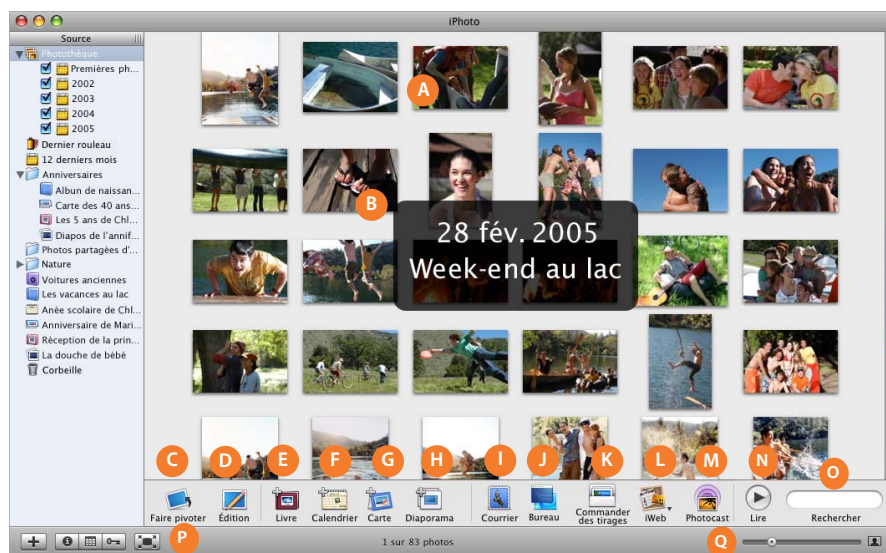 iPhoto
Source
Photothèque
Premières ph...
2002
2003
2004
2005
Dernier rouleau
12 derniers mois
Anniversaires
Albun de naissan...
Carte des 40 ans...
Les 5 ans de Chl...
Diapos de l'annif...
Photos partagées d'...
Nature
Voitures anciennes
Les vacances au lac
Anèe scolaire de Chl...
Anniversaire de Mari...
Réception de la prin...
La douche de bèbè
Corbeille
A
B
28 fév. 2005
Week-end au lac
C D E F G H I J K L M N O
Faire pivoter Édition Livre Calendrier Carte Diaporama Courrier Bureau Commander des tirages iWeb Photocast Lire Rechercher
P
1 sur 83 photos
Q